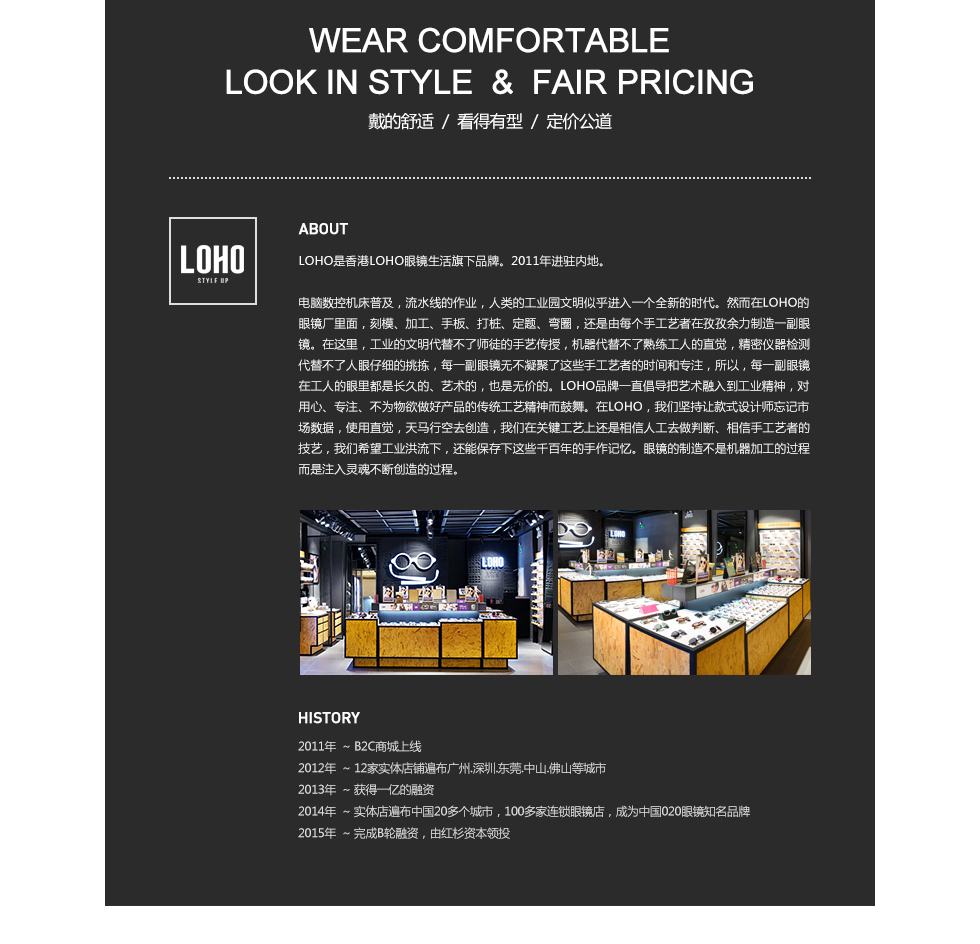 WEAR COMFORTABLE
LOOK IN STYLE & FAIR PRICING
戴的舒适 / 看得有型 / 定价公道
LOHO
STYLE UP
ABOUT
LOHO是香港LOHO眼镜生活旗下品牌。2011年进驻内地。
电脑数控机床普及，流水线的作业，人类的工业园文明似乎进入一个全新的时代。然而在LOHO的
眼镜厂里面，刻模、加工、手板、打桩、定题、弯圈，还是由每个手工艺者在孜孜余力制造一副眼
镜。在这里，工业的文明代替不了师徒的手艺传授，机器代替不了熟练工人的直觉，精密仪器检测
代替不了人眼仔细的挑拣，每一副眼镜无不凝聚了这些手工艺者的时间和专注，所以，每一副眼镜
在工人的眼里都是长久的、艺术的，也是无价的。LOHO品牌一直倡导把艺术融入到工业精神，对
用心、专注、不为物欲做好产品的传统工艺精神而鼓舞。在LOHO，我们坚持让款式设计师忘记市
场数据，使用直觉，天马行空去创造，我们在关键工艺上还是相信人工去做判断、相信手工艺者的
技艺，我们希望工业洪流下，还能保存下这些千百年的手作记忆。眼镜的制造不是机器加工的过程
而是注入灵魂不断创造的过程。
LOHO
LOHO
HISTORY
2011年 ~ B2C商城上线
2012年 ~ 12家实体店铺遍布广州.深圳.东莞.中山.佛山等城市
2013年 ~ 获得一亿的融资
2014年 ~ 实体店遍布中国20多个城市，100多家连锁眼镜店，成为中国020眼镜知名品牌
2015年 ~ 完成B轮融资，由红杉资本领投